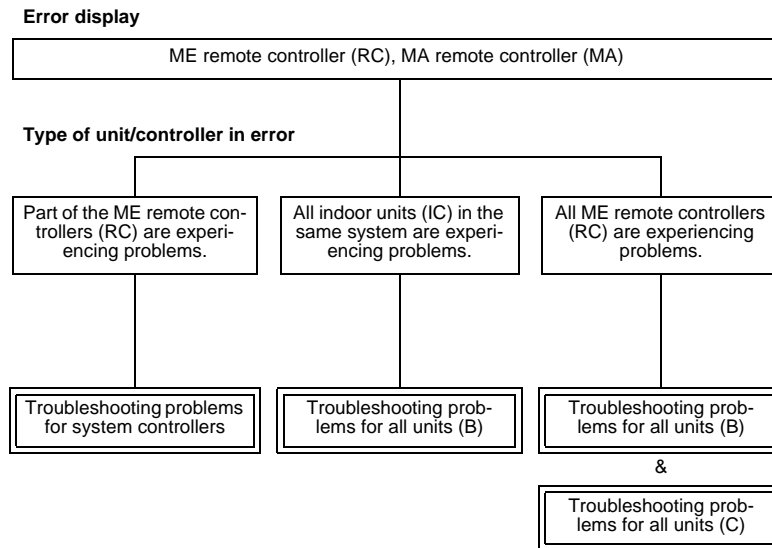 Error display
ME remote controller (RC), MA remote controller (MA)
Type of unit/controller in error
Part of the ME remote con-
trollers (RC) are experi-
encing problems.
All indoor units (IC) in the
same system are experi-
encing problems.
All ME remote controllers
(RC) are experiencing
problems.
Troubleshooting problems
for system controllers
Troubleshooting prob-
lems for all units (B)
Troubleshooting prob-
lems for all units (B)
&
Troubleshooting prob-
lems for all units (C)